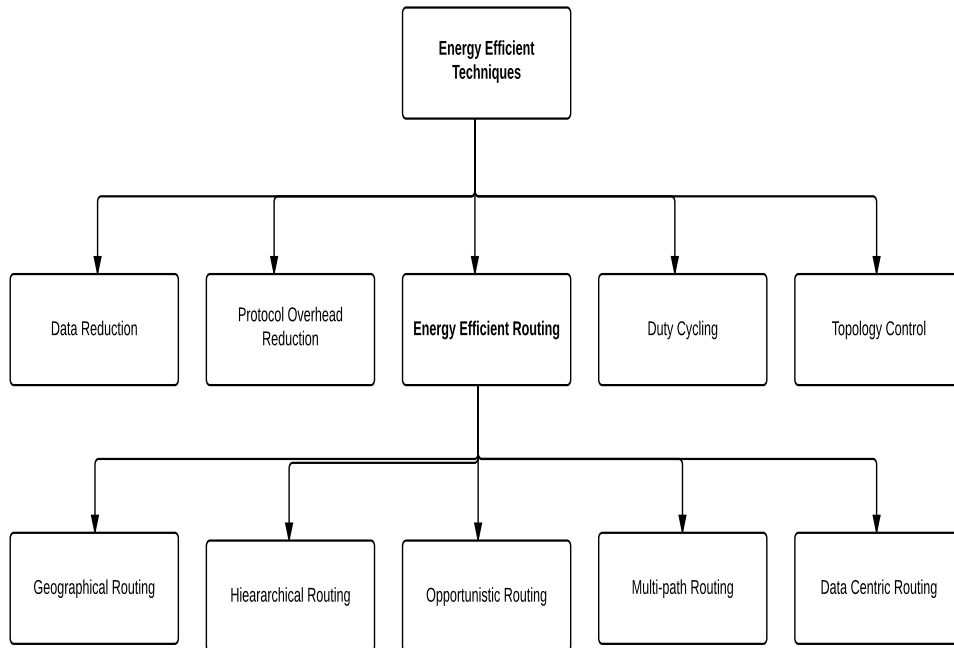 Energy Efficient
Techniques
Data Reduction
Protocol Overhead
Reduction
Energy Efficient Routing
Duty Cycling
Topology Control
Geographical Routing
Hieararchical Routing
Opportunistic Routing
Multi-path Routing
Data Centric Routing